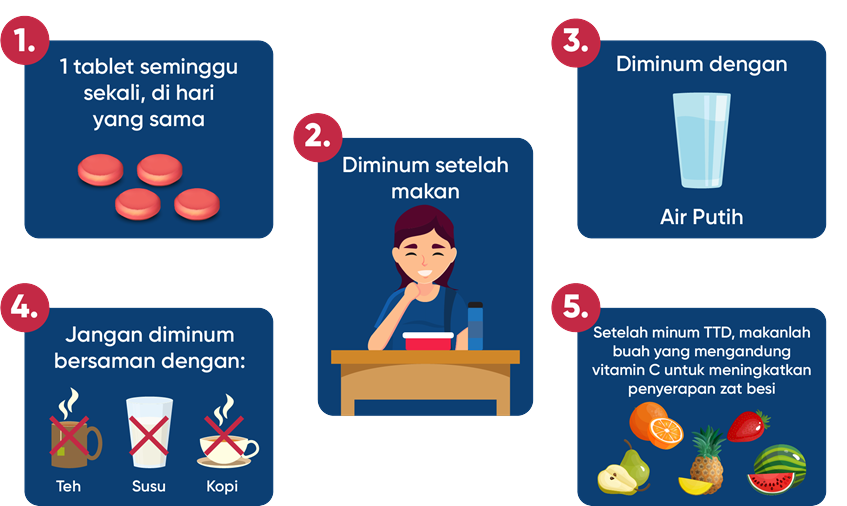 1.
1 tablet seminggu
sekali, di hari
yang sama
2.
Diminum setelah
makan
3.
Diminum dengan
Air Putih
4.
Jangan diminum
bersaman dengan:
Teh
Susu
Kopi
5.
Setelah minum TTD, makanlah
buah yang mengandung
vitamin C untuk meningkatkan
penyerapan zat besi